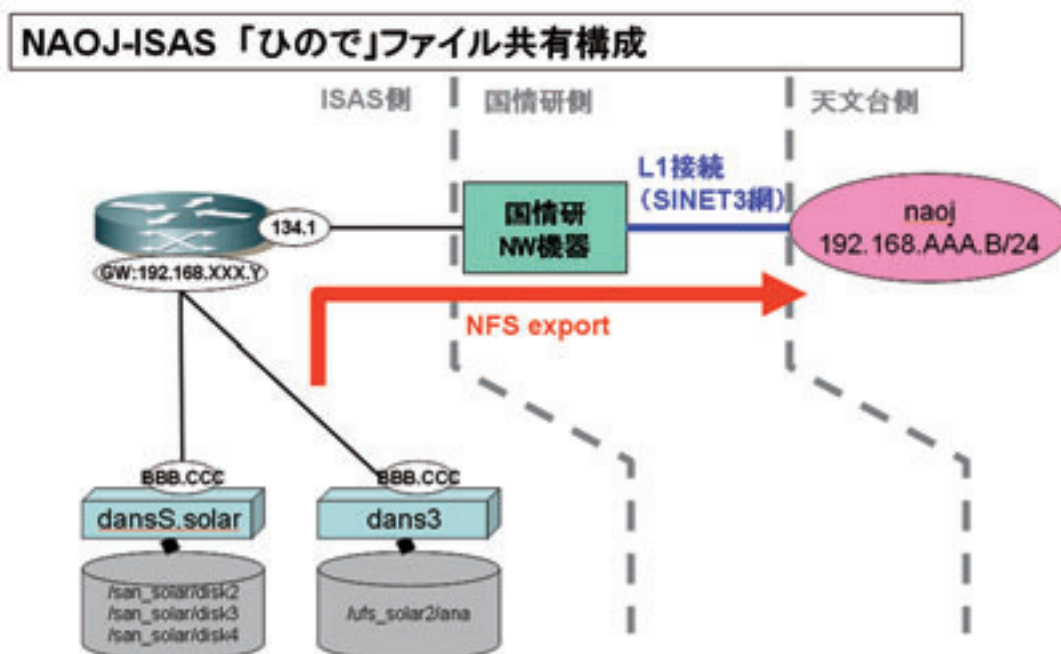 NAOJ-ISAS 「ひので」ファイル共有構成
ISAS側
国情研側
天文台側
L1接続
（SINET3網）
134.1
国情研
NW機器
naoj
192.168.AAA.B/24
GW:192.168.XXX.Y
NFS export
BBB.CCC
BBB.CCC
dansS.solar
dans3
/san_solar/disk2
/san_solar/disk3
/san_solar/disk4
/ufs_solar2/ana